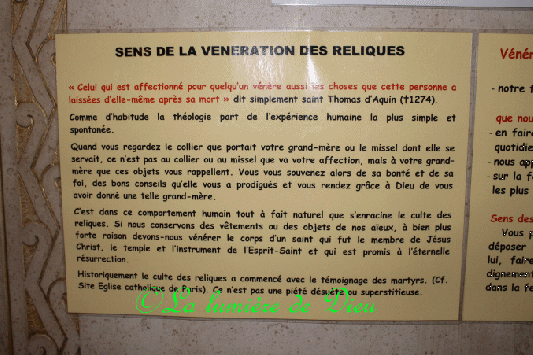 SENS DE LA VENERATION DES RELIQUES
« Celui qui est affectionné pour quelqu'un vénère aussi les choses que cette personne a
laissées d'elle-même après sa mort » dit simplement saint Thomas d'Aquin (†1274).
Comme d'habitude la théologie part de l'expérience humaine la plus simple et
spontanée.
Quand vous regardez le collier que portait votre grand-mère ou le missel dont elle se
servait, ce n'est pas au collier ou au missel que va votre affection, mais à votre grand-
mère que ces objets vous rappellent. Vous vous souvenez alors de sa bonté et de sa
foi, des bons conseils qu'elle vous a prodigués et vous rendez grâce à Dieu de vous
avoir donné une telle grand-mère.
C'est dans ce comportement humain tout à fait naturel que s'enracine le culte des
reliques. Si nous conservons des vêtements ou des objets de nos aïeux, à bien plus
forte raison devons-nous vénérer le corps d'un saint qui fut le membre de Jésus
Christ, le temple et l'instrument de l'Esprit-Saint et qui est promis à l'éternelle
résurrection.
Historiquement le culte des reliques a commencé avec le témoignage des martyrs. (Cf.
Site Eglise catholique de Paris). Ce n'est pas une piété désuète ou superstitieuse.
©La lumière de Dieu
Vénér
- notre t
que nou
- en faire
quotidie
- nous app
- sur la f
les plus
Sens des
Vous p
déposer
lui, faire
dignement
dans la fe